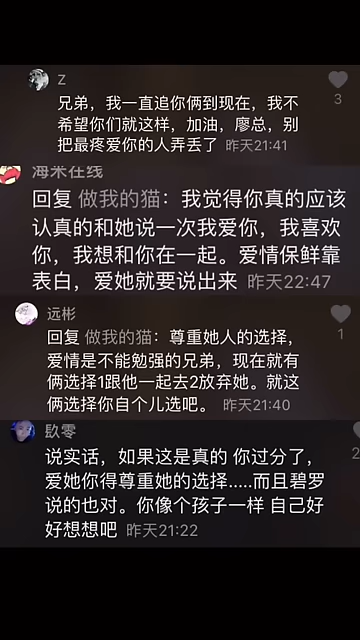 Z
兄弟，我一直追你俩到现在，我不
希望你们就这样，加油，廖总，别
把最疼爱你的人弄丢了 昨天21:41
3
海米在线
回复 做我的猫：我觉得你真的应该
认真的和她说一次我爱你，我喜欢
你，我想和你在一起。爱情保鲜靠
表白，爱她就要说出来 昨天22:47
远彬
回复 做我的猫：尊重她人的选择，
爱情是不能勉强的兄弟，现在就有
俩选择1跟他一起去2放弃她。就这
俩选择你自个儿选吧。 昨天21:40
1
镹零
说实话，如果这是真的 你过分了，
爱她你得尊重她的选择.....而且碧罗
说的也对。你像个孩子一样 自己好
好想想吧 昨天21:22
2